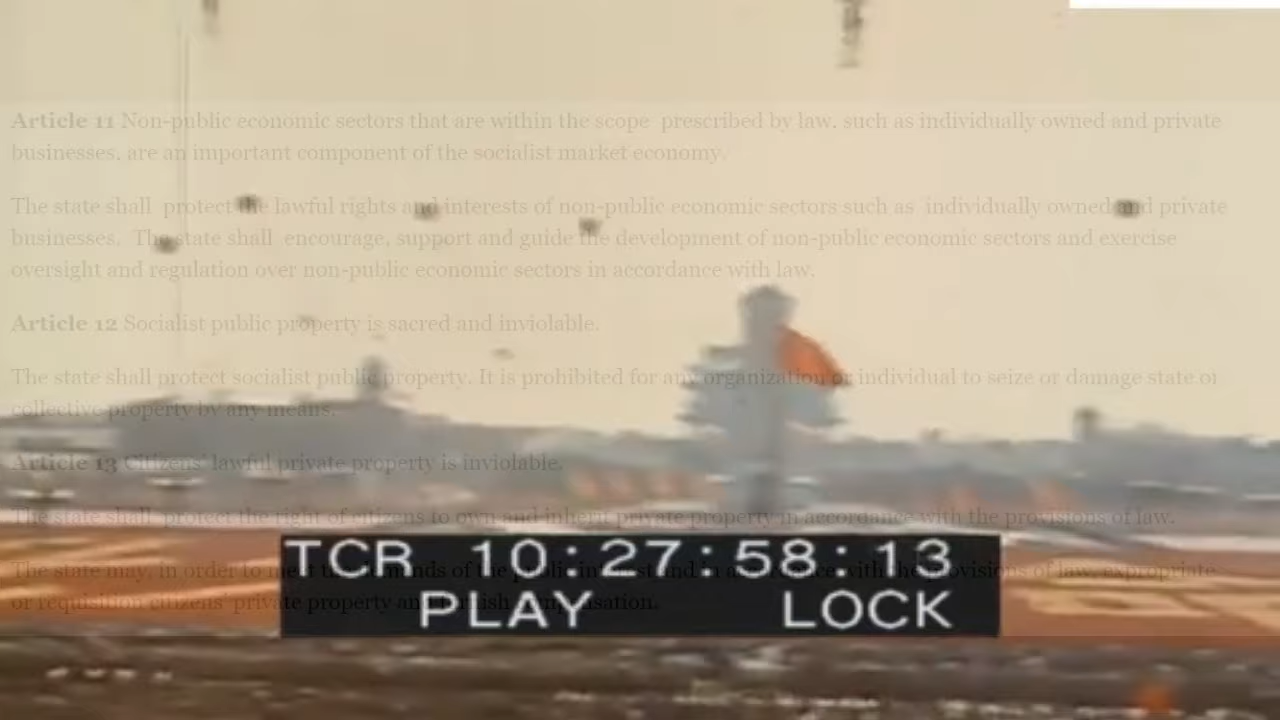 Article 11 Non-public economic sectors that are within the scope prescribed by law, such as individually owned and private
businesses, are an important component of the socialist market economy.
The state shall protect the lawful rights and interests of non-public economic sectors such as individually owned and private
businesses. The state shall encourage, support and guide the development of non-public economic sectors and exercise
oversight and regulation over non-public economic sectors in accordance with law.
Article 12 Socialist public property is sacred and inviolable.
The state shall protect socialist public property. It is prohibited for any organization or individual to seize or damage state or
collective property by any means.
Article 13 Citizens' lawful private property is inviolable.
The state shall protect the right of citizens to own and inherit private property in accordance with the provisions of law.
TCR 10:27:58:13
The state may, in order to meet the demands of the public interest and in accordance with the provisions of law, expropriate
or requisition citizens' private property and furnish compensation.
PLAY LOCK